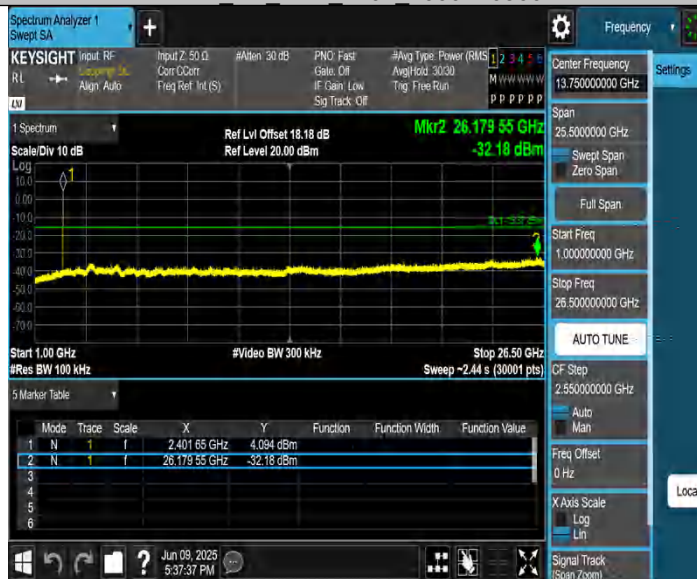 Spectrum Analyzer 1
Swept SA
Frequency
KEYSIGHT
RL
Input: RF
Align: Auto
Input Z: 50 Ω
Corr CCorr
Freq Ref: Int (S)
#Atten: 30 dB
PNO: Fast
Gate: Off
IF Gain: Low
Sig Track: Off
#Avg Type: Power (RMS
Avg|Hold: 30/30
Trig: Free Run
1 2 3 4 5 6
M W W W W W
P P P P P P
LXI
1 Spectrum
Scale/Div 10 dB
Ref Lvl Offset 18.18 dB
Ref Level 20.00 dBm
Mkr2 26.179 55 GHz
-32.18 dBm
Log
10.0
0.00
-10.0
-20.0
-30.0
-40.0
-50.0
-60.0
-70.0
1
2
Start 1.00 GHz
#Res BW 100 kHz
#Video BW 300 kHz
Stop 26.50 GHz
Sweep ~2.44 s (30001 pts)
5 Marker Table
Mode Trace Scale X Y Function Function Width Function Value
1 N 1 f 2.401 65 GHz 4.094 dBm
2 N 1 f 26.179 55 GHz -32.18 dBm
3
4
5
6
Jun 09, 2025
5:37:37 PM
Center Frequency
13.750000000 GHz
Settings
Span
25.5000000 GHz
Swept Span
Zero Span
Full Span
Start Freq
1.000000000 GHz
Stop Freq
26.500000000 GHz
AUTO TUNE
CF Step
2.550000000 GHz
Auto
Man
Freq Offset
0 Hz
Loca
X Axis Scale
Log
Lin
Signal Track
(Span Zoom)